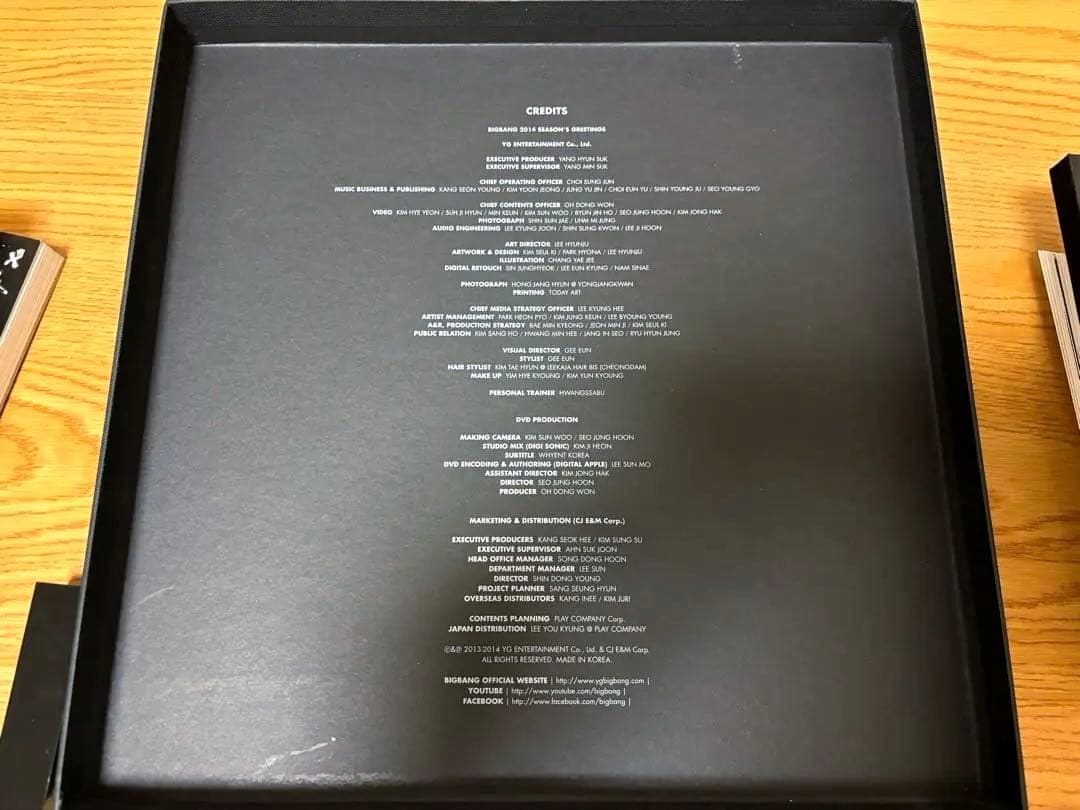 CREDITS
BIGBANG 2014 SEASON'S GREETINGS
YG ENTERTAINMENT Co., Ltd.
EXECUTIVE PRODUCER YANG HYUN SUK
EXECUTIVE SUPERVISOR YANG MIN SUK
CHIEF OPERATING OFFICER CHOI SUNG JUN
MUSIC BUSINESS & PUBLISHING KANG SEON YOUNG / KIM YOON JEONG / JUNG YU JIN / CHOI EUN YU / SHIN YOUNG JU / SEO YOUNG GYO
CHIEF CONTENTS OFFICER OH DONG WON
VIDEO KIM HYE YEON / SUH JI HYUN / MIN KEUN / KIM SUN WOO / BYUN JIN HO / SEO JUNG HOON / KIM JONG HAK
PHOTOGRAPH SHIN SUN JAE / UHM MI JUNG
AUDIO ENGINEERING LEE KYUNG JOON / SHIN SUNG KWON / LEE JI HOON
ART DIRECTOR LEE HYUNJU
ARTWORK & DESIGN KIM SEUL KI / PARK HYONA / LEE HYUNJU
ILLUSTRATION CHANG YAE JEE
DIGITAL RETOUCH SIN JUNGHYEOK / LEE EUN KYUNG / NAM SINAE
PHOTOGRAPH HONG JANG HYUN @ YONGJANGKWAN
PRINTING TODAY ART
CHIEF MEDIA STRATEGY OFFICER LEE KYUNG HEE
ARTIST MANAGEMENT PARK HEON PYO / KIM JUNG KEUN / LEE BYOUNG YOUNG
A&R, PRODUCTION STRATEGY BAE MIN KYEONG / JEON MIN JI / KIM SEUL KI
PUBLIC RELATION KIM SANG HO / HWANG MIN HEE / JANG IN SEO / RYU HYUN JUNG
VISUAL DIRECTOR GEE EUN
STYLIST GEE EUN
HAIR STYLIST KIM TAE HYUN @ LEEKAJA HAIR BIS (CHEONGDAM)
MAKE UP YIM HYE KYOUNG / KIM YUN KYOUNG
PERSONAL TRAINER HWANGSSABU
DVD PRODUCTION
MAKING CAMERA KIM SUN WOO / SEO JUNG HOON
STUDIO MIX (DIGI SONIC) KIM JI HEON
SUBTITLE WHYENT KOREA
DVD ENCODING & AUTHORING (DIGITAL APPLE) LEE SUN MO
ASSISTANT DIRECTOR KIM JONG HAK
DIRECTOR SEO JUNG HOON
PRODUCER OH DONG WON
MARKETING & DISTRIBUTION (CJ E&M Corp.)
EXECUTIVE PRODUCERS KANG SEOK HEE / KIM SUNG SU
EXECUTIVE SUPERVISOR AHN SUK JOON
HEAD OFFICE MANAGER SONG DONG HOON
DEPARTMENT MANAGER LEE SUN
DIRECTOR SHIN DONG YOUNG
PROJECT PLANNER SANG SEUNG HYUN
OVERSEAS DISTRIBUTORS KANG INEE / KIM JURI
CONTENTS PLANNING PLAY COMPANY Corp.
JAPAN DISTRIBUTION LEE YOU KYUNG @ PLAY COMPANY
©&℗ 2013-2014 YG ENTERTAINMENT Co., Ltd. & CJ E&M Corp.
ALL RIGHTS RESERVED. MADE IN KOREA.
BIGBANG OFFICIAL WEBSITE | http://www.ygbigbang.com |
YOUTUBE | http://www.youtube.com/bigbang |
FACEBOOK | http://www.facebook.com/bigbang |